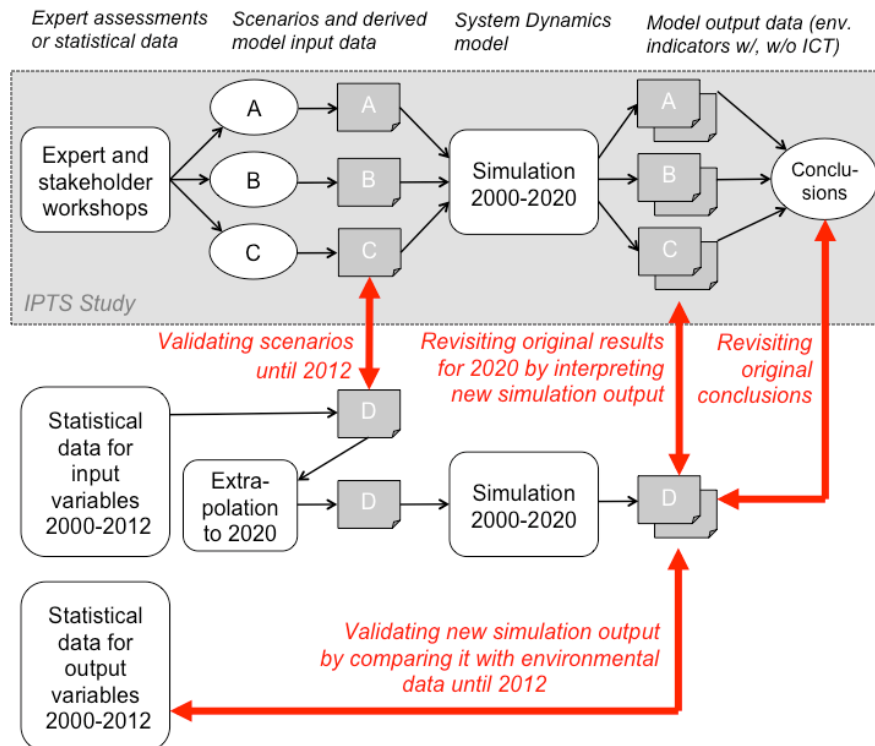 Expert assessments
or statistical data
Scenarios and derived
model input data
System Dynamics
model
Model output data (env.
indicators w/, w/o ICT)
Expert and
stakeholder
workshops
A
B
C
A
B
C
Simulation
2000-2020
A
B
C
Conclu-
sions
IPTS Study
Validating scenarios
until 2012
Revisiting original results
for 2020 by interpreting
new simulation output
Revisiting
original
conclusions
Statistical
data for
input
variables
2000-2012
D
Extra-
polation
to 2020
D
Simulation
2000-2020
D
Statistical
data for
output
variables
2000-2012
Validating new simulation output
by comparing it with environmental
data until 2012